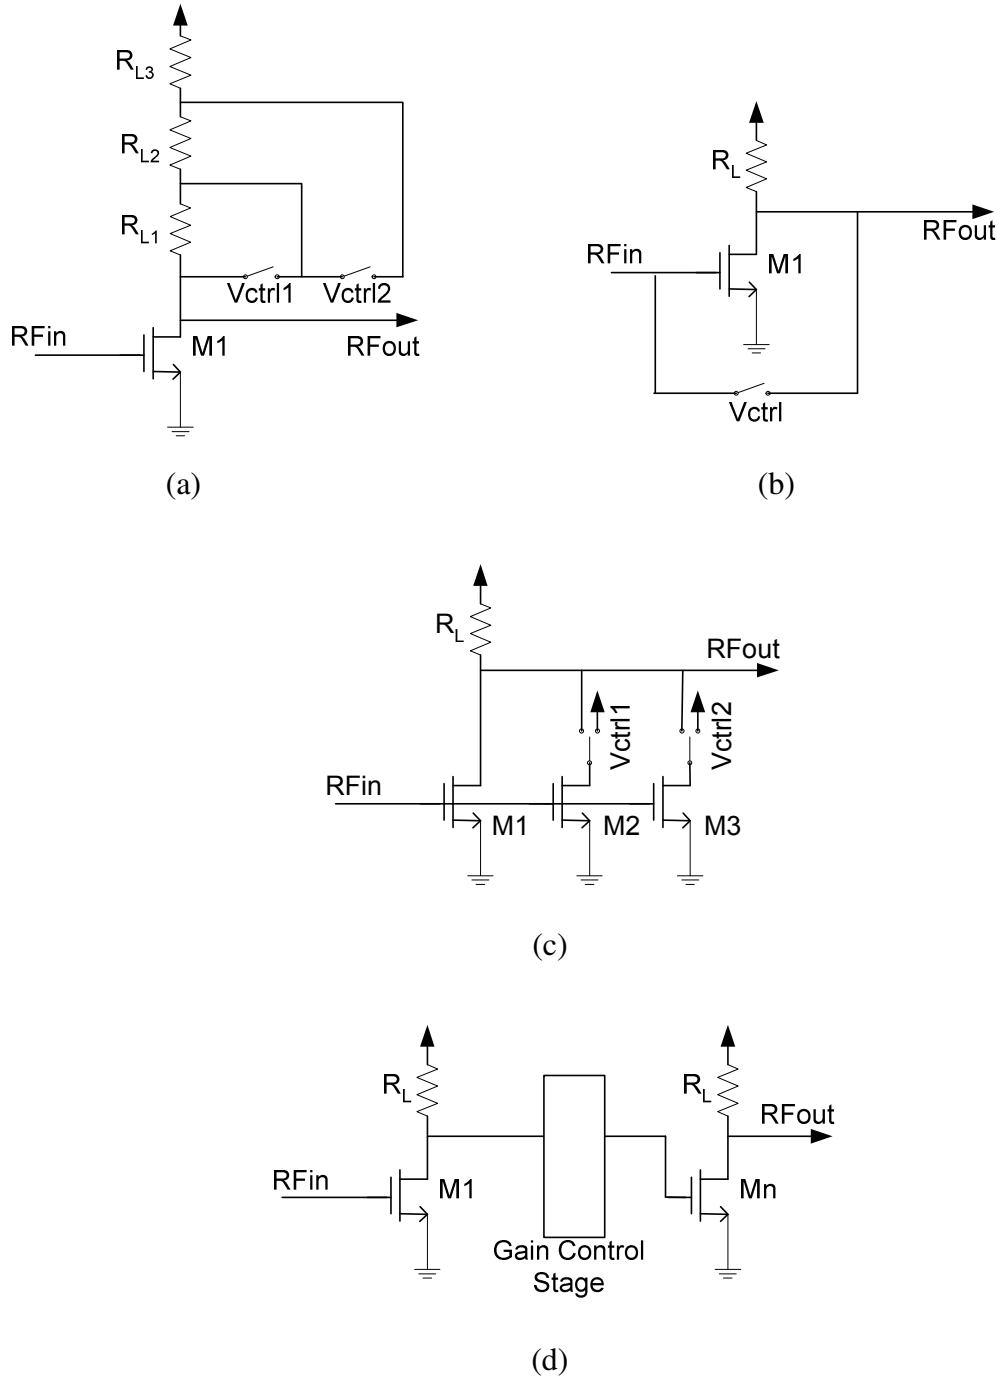 R_L3
R_L2
R_L1
Vctrl1 Vctrl2
RFin M1 RFout
(a)
R_L
RFout
RFin M1
Vctrl
(b)
R_L
RFout
Vctrl1 Vctrl2
RFin
M1 M2 M3
(c)
R_L R_L
RFout
RFin M1 Mn
Gain Control
Stage
(d)